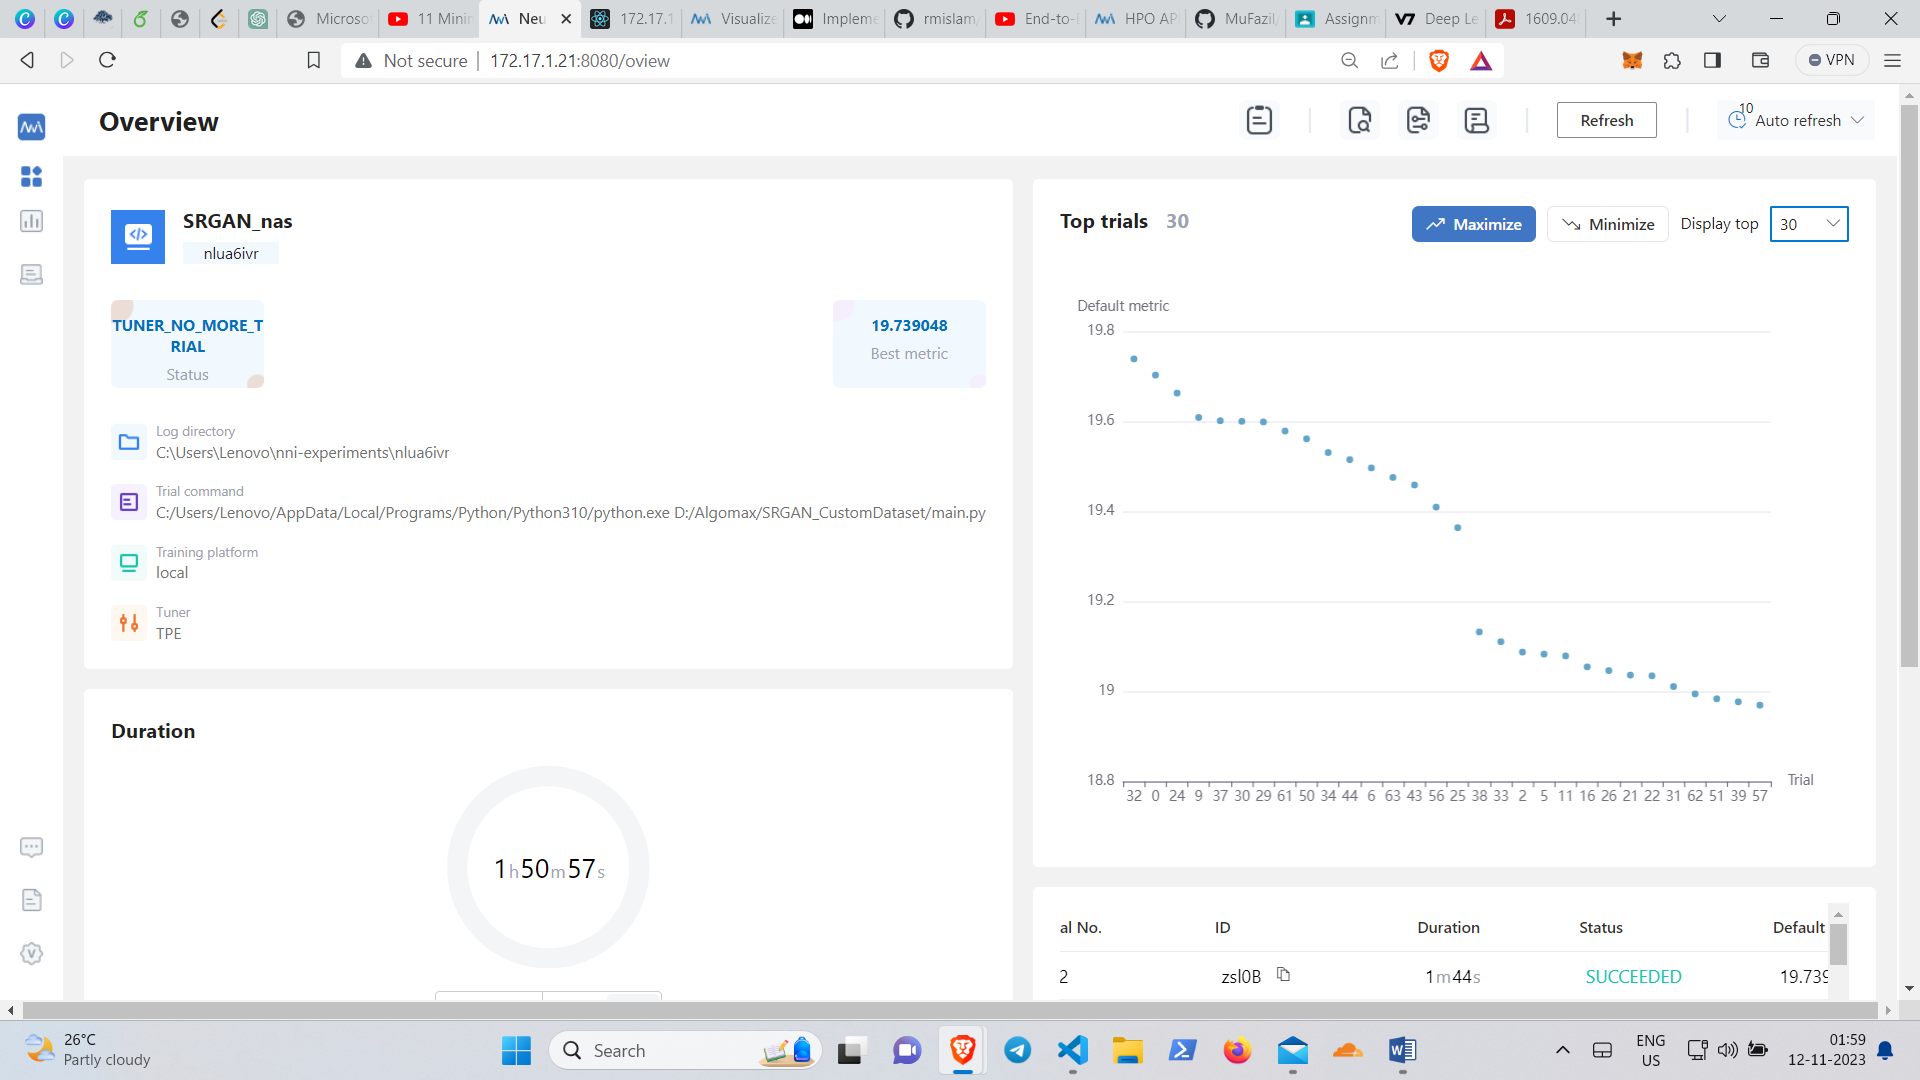 Microso
11 Minin
Neu
172.17.1
Visualize
Impleme
rmislam,
End-to-E
HPO AP
MuFazil/
Assignm
Deep Le
1609.04
Not secure
172.17.1.21:8080/oview
VPN
Overview
Refresh
10
Auto refresh
SRGAN_nas
nlua6ivr
TUNER_NO_MORE_T
RIAL
Status
19.739048
Best metric
Log directory
C:\Users\Lenovo\nni-experiments\nlua6ivr
Trial command
C:/Users/Lenovo/AppData/Local/Programs/Python/Python310/python.exe D:/Algomax/SRGAN_CustomDataset/main.py
Training platform
local
Tuner
TPE
Duration
1h50m57s
Top trials 30
Maximize
Minimize
Display top
30
Default metric
19.8
19.6
19.4
19.2
19
18.8
32 0 24 9 37 30 29 61 50 34 44 6 63 43 56 25 38 33 2 5 11 16 26 21 22 31 62 51 39 57
Trial
al No. ID Duration Status Default
2 zsl0B 1m44s SUCCEEDED 19.739
26°C
Partly cloudy
Search
ENG
US
01:59
12-11-2023